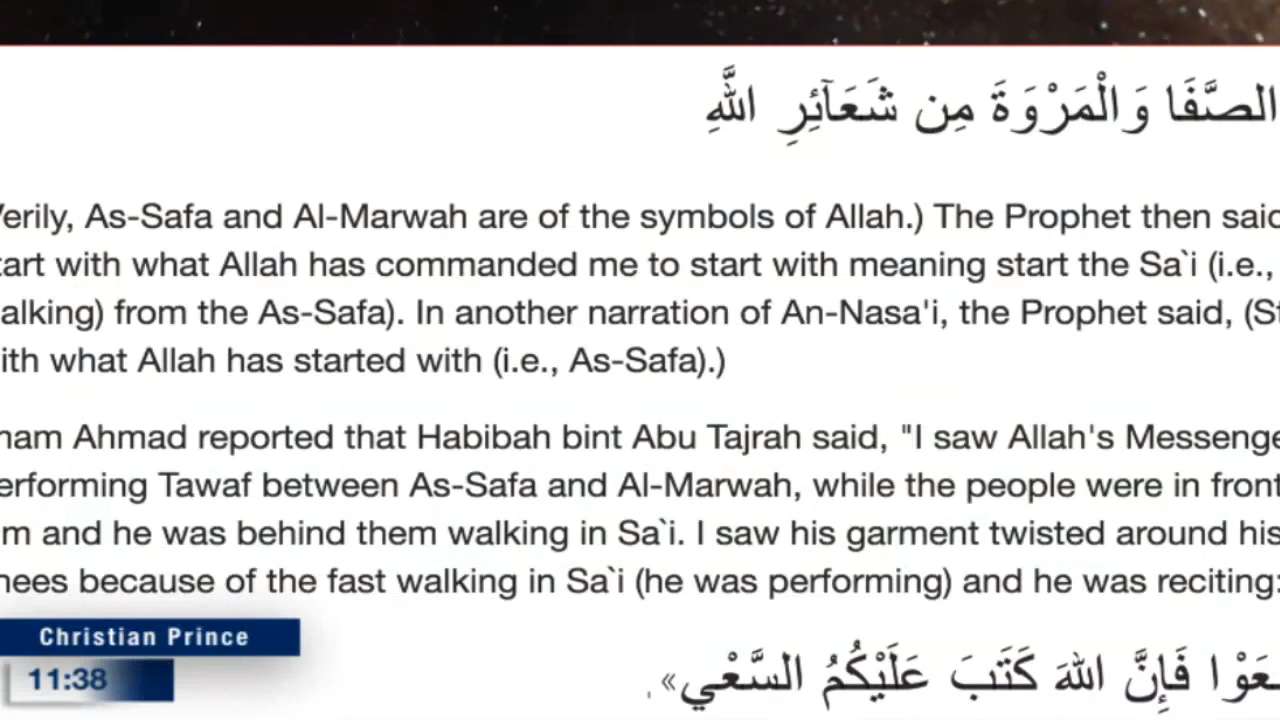 الصَّفَا وَالْمَرْوَةَ مِن شَعَآئِرِ اللَّهِ
Verily, As-Safa and Al-Marwah are of the symbols of Allah.) The Prophet then said
tart with what Allah has commanded me to start with meaning start the Sa`i (i.e.,
alking) from the As-Safa). In another narration of An-Nasa'i, the Prophet said, (St
ith what Allah has started with (i.e., As-Safa).)
mam Ahmad reported that Habibah bint Abu Tajrah said, "I saw Allah's Messenge
erforming Tawaf between As-Safa and Al-Marwah, while the people were in front
im and he was behind them walking in Sa`i. I saw his garment twisted around his
nees because of the fast walking in Sa`i (he was performing) and he was reciting:
عَوْا فَإِنَّ اللهَ كَتَبَ عَلَيْكُمُ السَّعْي».
Christian Prince
11:38